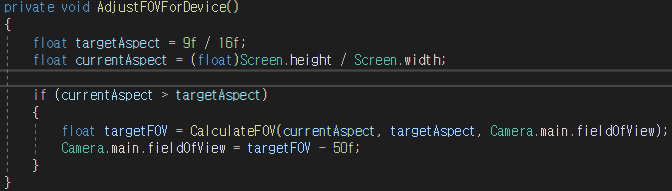 private void AdjustFOVForDevice()
{
float targetAspect = 9f / 16f;
float currentAspect = (float)Screen.height / Screen.width;
if (currentAspect > targetAspect)
{
float targetFOV = CalculateFOV(currentAspect, targetAspect, Camera.main.fieldOfView);
Camera.main.fieldOfView = targetFOV - 50f;
}
}